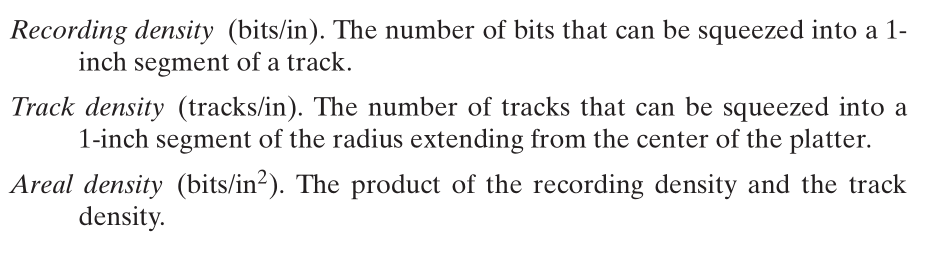 Recording density (bits/in). The number of bits that can be squeezed into a 1-
inch segment of a track.
Track density (tracks/in). The number of tracks that can be squeezed into a
1-inch segment of the radius extending from the center of the platter.
Areal density (bits/in²). The product of the recording density and the track
density.